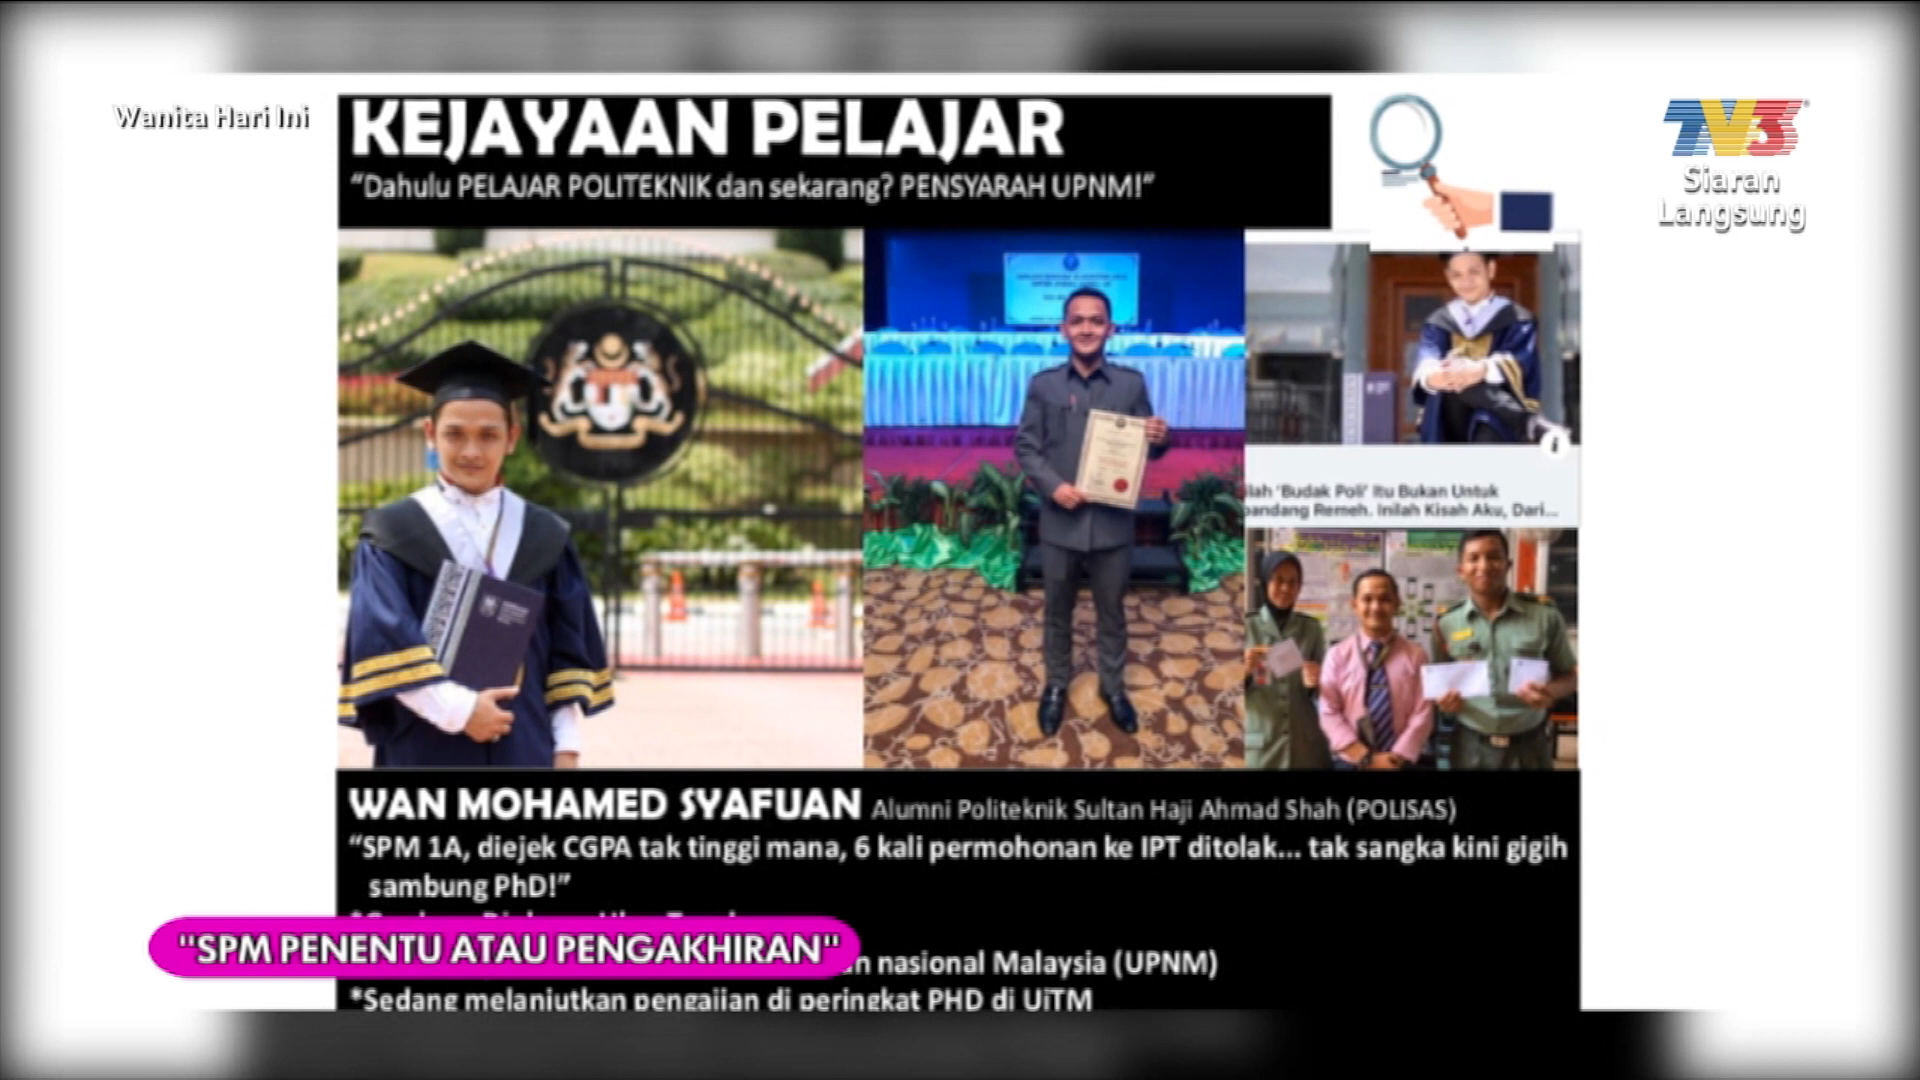 Wanita Hari Ini
KEJAYAAN PELAJAR
“Dahulu PELAJAR POLITEKNIK dan sekarang? PENSYARAH UPNM!”
TV3
Siaran
Langsung
ilah 'Budak Poli' Itu Bukan Untuk
pandang Remeh. Inilah Kisah Aku, Dari...
WAN MOHAMED SYAFUAN Alumni Politeknik Sultan Haji Ahmad Shah (POLISAS)
“SPM 1A, diejek CGPA tak tinggi mana, 6 kali permohonan ke IPT ditolak... tak sangka kini gigih
sambung PhD!”
"SPM PENENTU ATAU PENGAKHIRAN"
an nasional Malaysia (UPNM)
*Sedang melanjutkan pengajian di peringkat PHD di UiTM